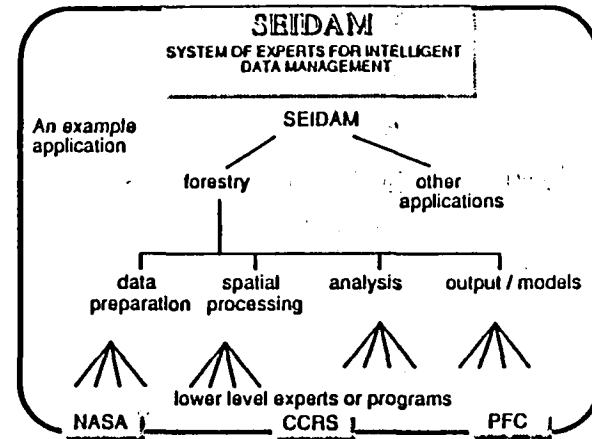 SEIDAM
SYSTEM OF EXPERTS FOR INTELLIGENT
DATA MANAGEMENT
SEIDAM
An example
application
forestry
other
applications
data
preparation
spatial
processing
analysis
output / models
lower level experts or programs
NASA
CCRS
PFC